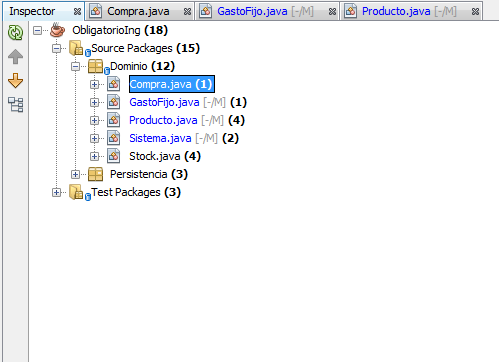 Inspector Compra.java GastoFijo.java [-/M] Producto.java [-/M]
ObligatorioIng (18)
Source Packages (15)
Dominio (12)
Compra.java (1)
GastoFijo.java [-/M] (1)
Producto.java [-/M] (4)
Sistema.java [-/M] (2)
Stock.java (4)
Persistencia (3)
Test Packages (3)